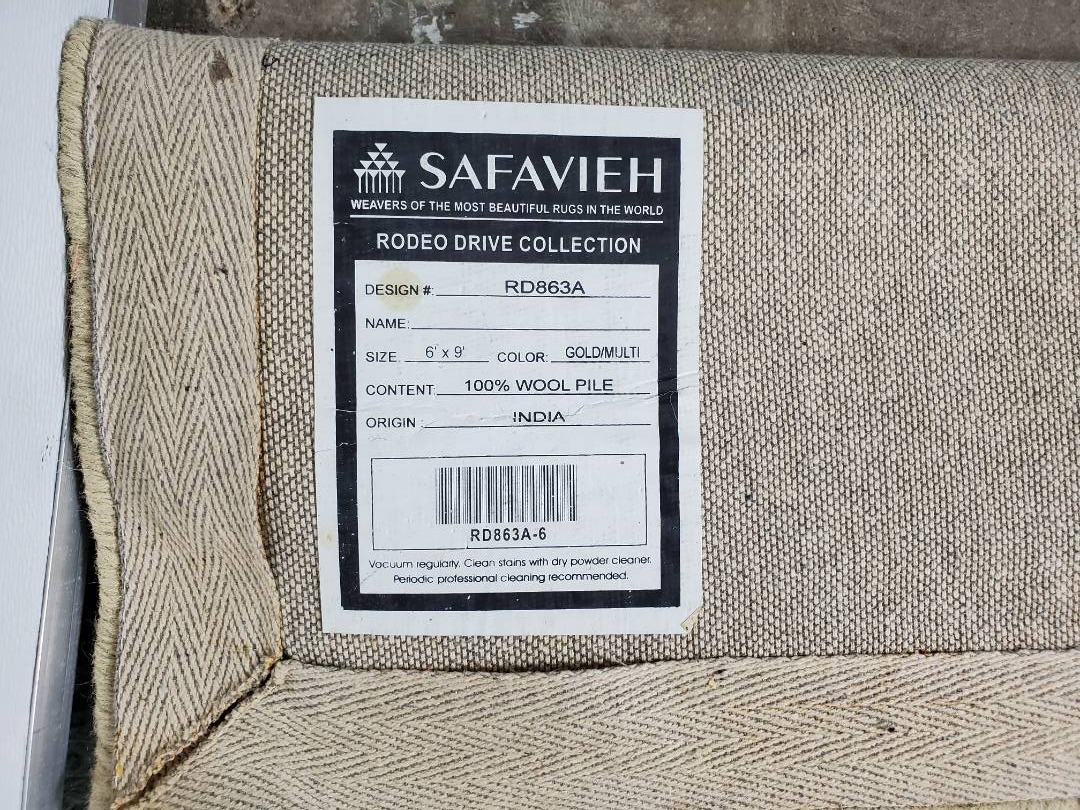 SAFAVIEH
WEAVERS OF THE MOST BEAUTIFUL RUGS IN THE WORLD
RODEO DRIVE COLLECTION
DESIGN #: RD863A
NAME:
SIZE. 6' x 9' COLOR: GOLD/MULTI
CONTENT: 100% WOOL PILE
ORIGIN : INDIA
RD863A-6
Vacuum regularly. Clean stains with dry powder cleaner.
Periodic professional cleaning recommended.